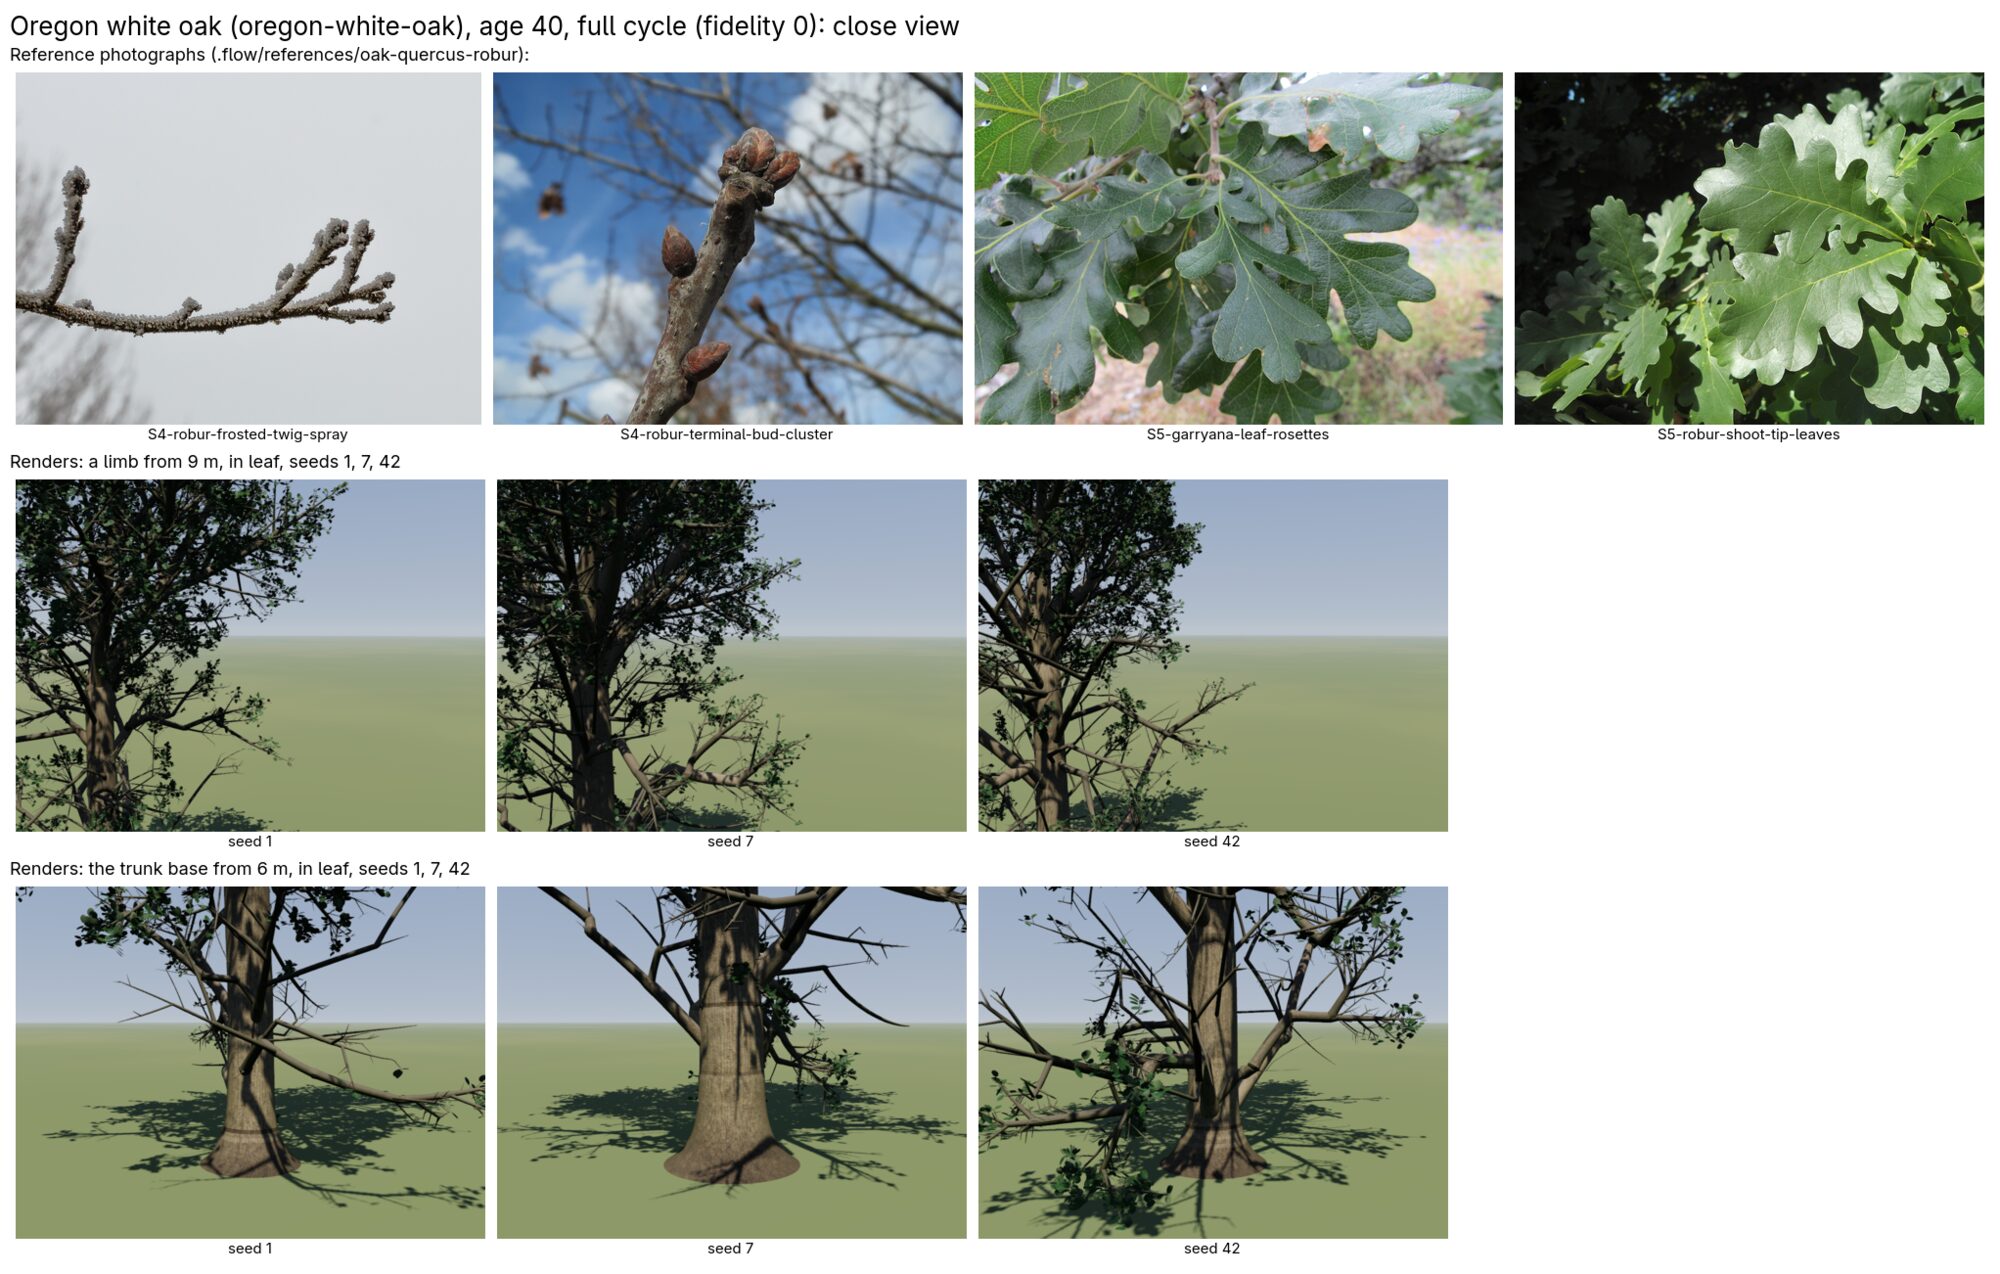 Oregon white oak (oregon-white-oak), age 40, full cycle (fidelity 0): close view
Reference photographs (.flow/references/oak-quercus-robur):
S4-robur-frosted-twig-spray
S4-robur-terminal-bud-cluster
S5-garryana-leaf-rosettes
S5-robur-shoot-tip-leaves
Renders: a limb from 9 m, in leaf, seeds 1, 7, 42
seed 1
seed 7
seed 42
Renders: the trunk base from 6 m, in leaf, seeds 1, 7, 42
seed 1
seed 7
seed 42